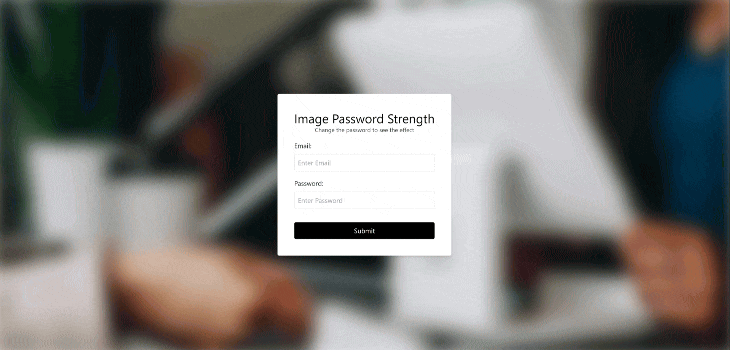 Image Password Strength
Change the password to see the effect
Email:
Enter Email
Password:
Enter Password
Submit